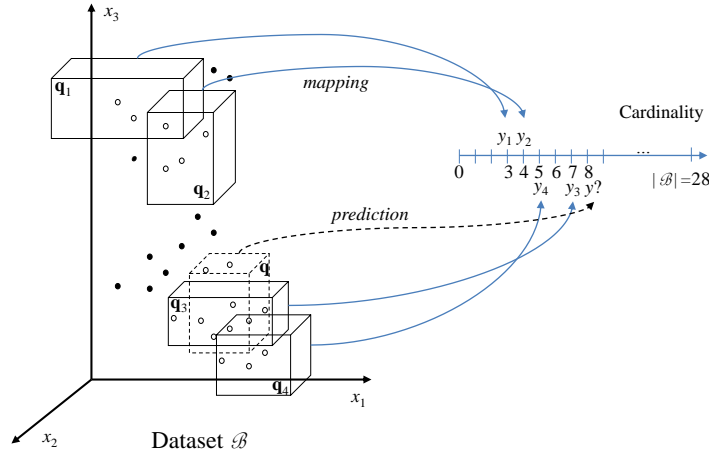 x₃
q₁
mapping
Cardinality
y₁ y₂
...
0 3 4 5 6 7 8
q₂
y₄ y₃ y?
|ℬ|=28
prediction
q
q₃
q₄
x₁
x₂
Dataset ℬ